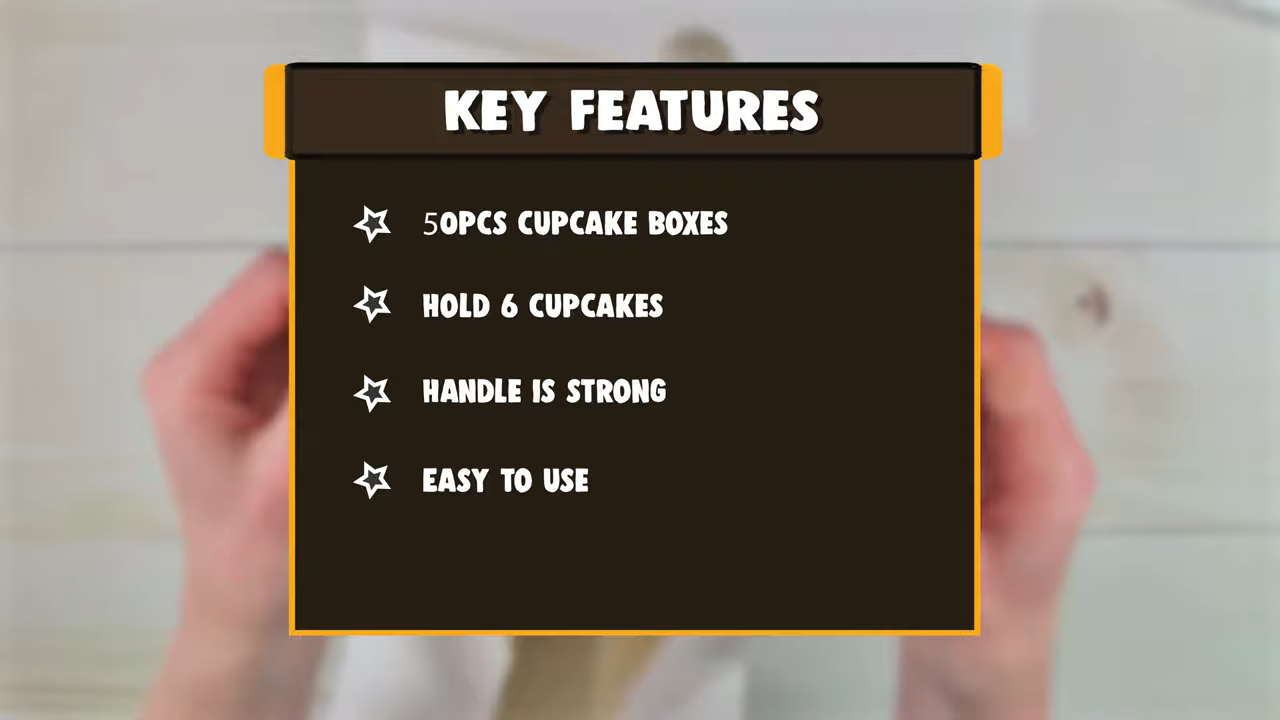 KEY FEATURES
50PCS CUPCAKE BOXES
HOLD 6 CUPCAKES
HANDLE IS STRONG
EASY TO USE